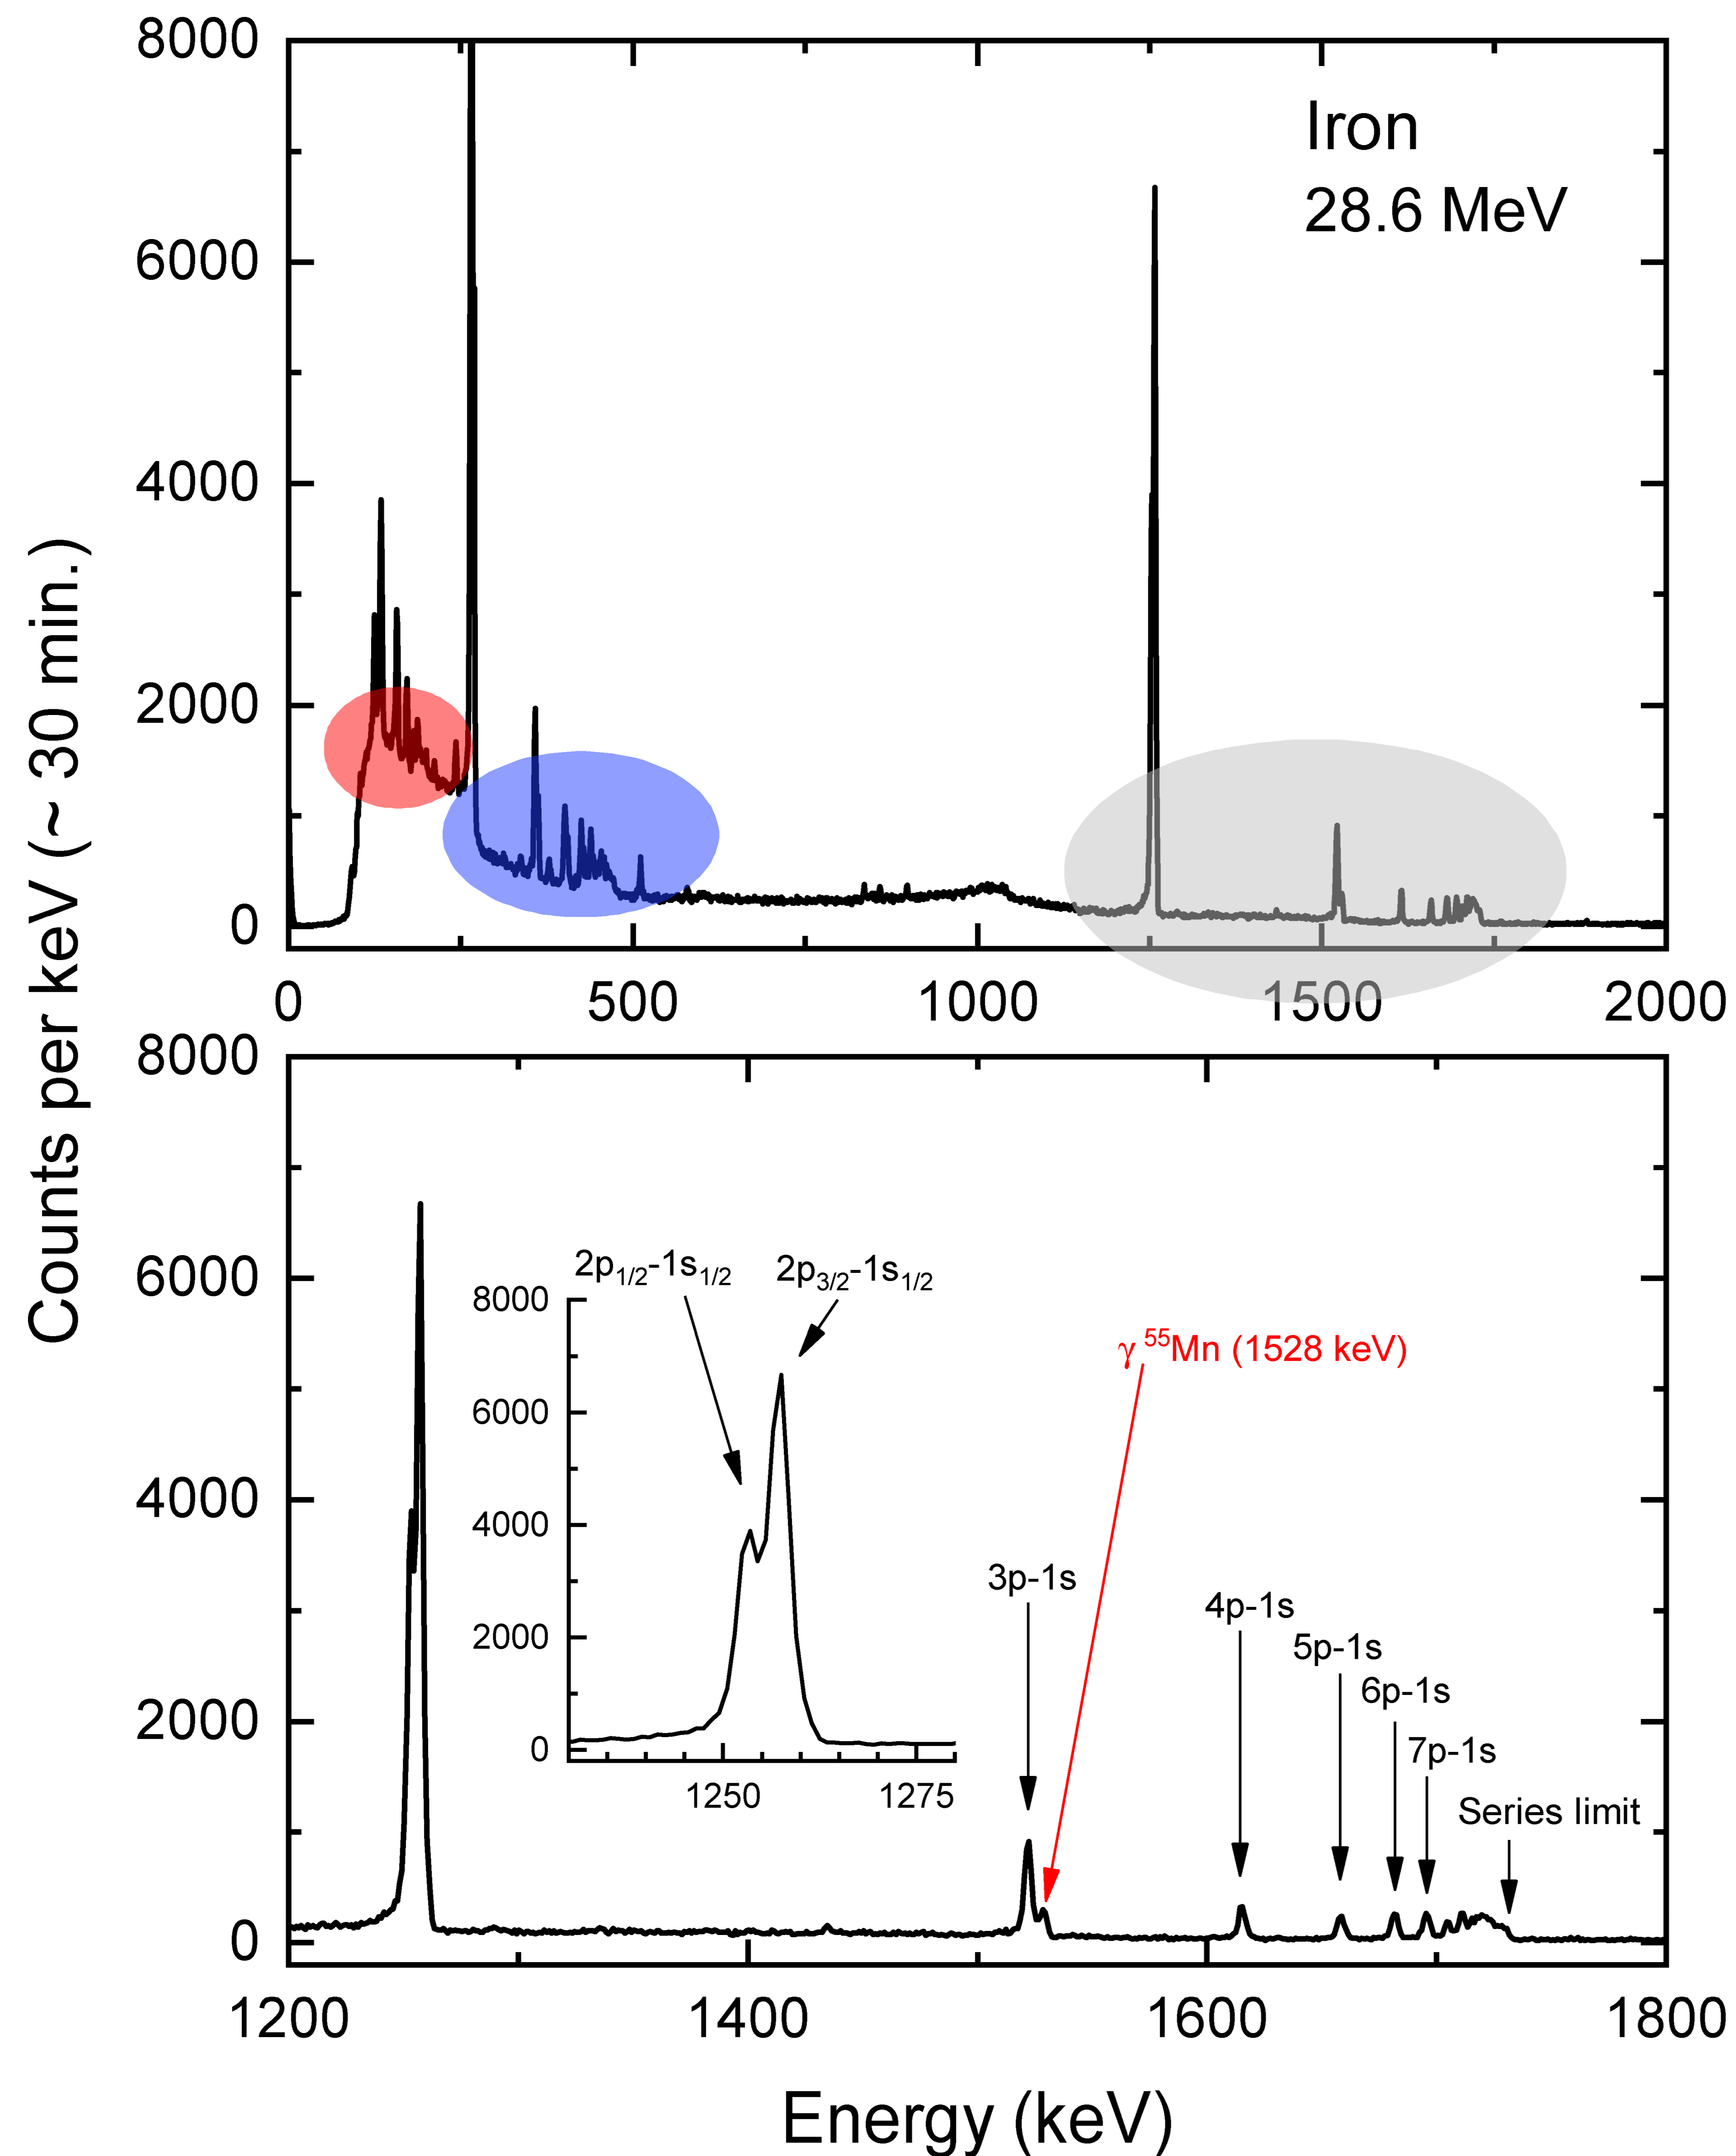 Counts per keV (~ 30 min.)
8000
6000
4000
2000
0
Iron
28.6 MeV
0 500 1000 1500 2000
8000
6000
4000
2000
0
2p1/2-1s1/2 2p3/2-1s1/2
8000
6000
4000
2000
0
1250 1275
γ 55Mn (1528 keV)
3p-1s
4p-1s
5p-1s
6p-1s
7p-1s
Series limit
1200 1400 1600 1800
Energy (keV)